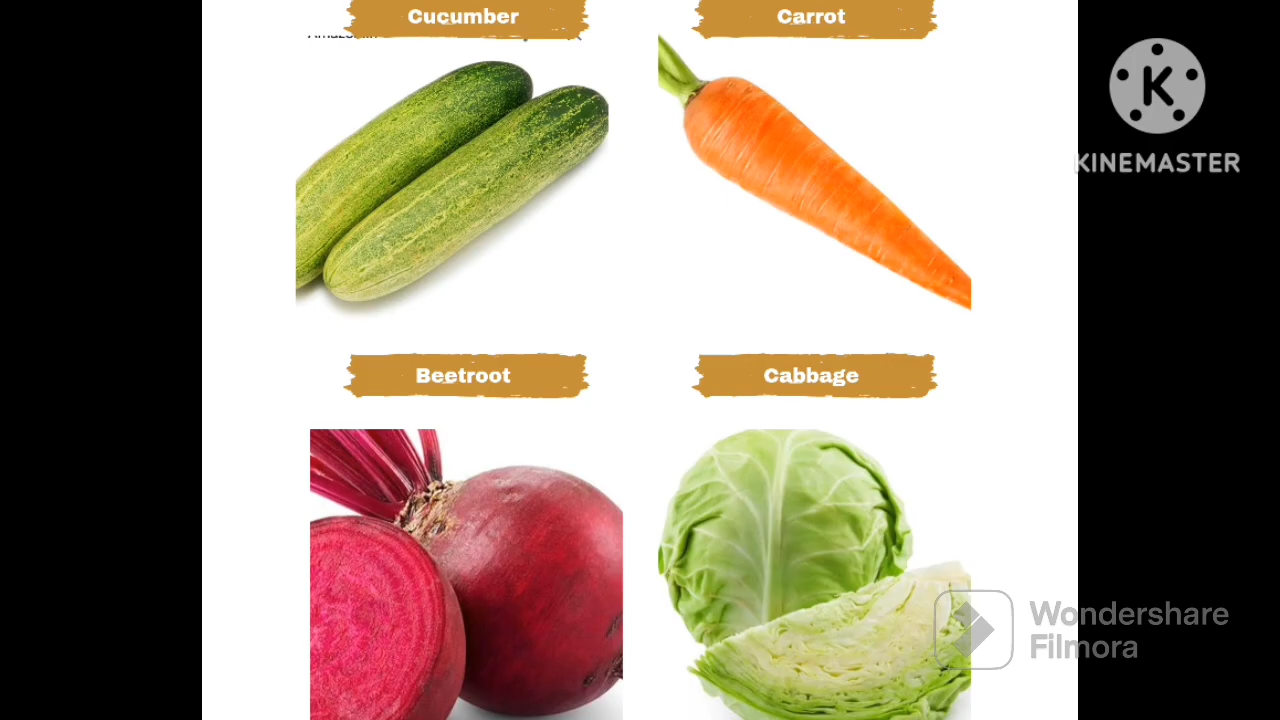 Cucumber
Carrot
KINEMASTER
Beetroot
Cabbage
Wondershare
Filmora